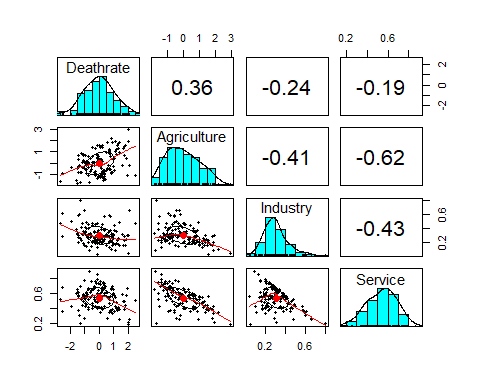 -1 0 1 2 3 0.2 0.6
Deathrate 0.36 -0.24 -0.19 -2 0 1 2
-1 1 2 3 Agriculture -0.41 -0.62
Industry -0.43 0.2 0.6
0.2 0.6 Service
-2 0 1 2 3 0.2 0.6